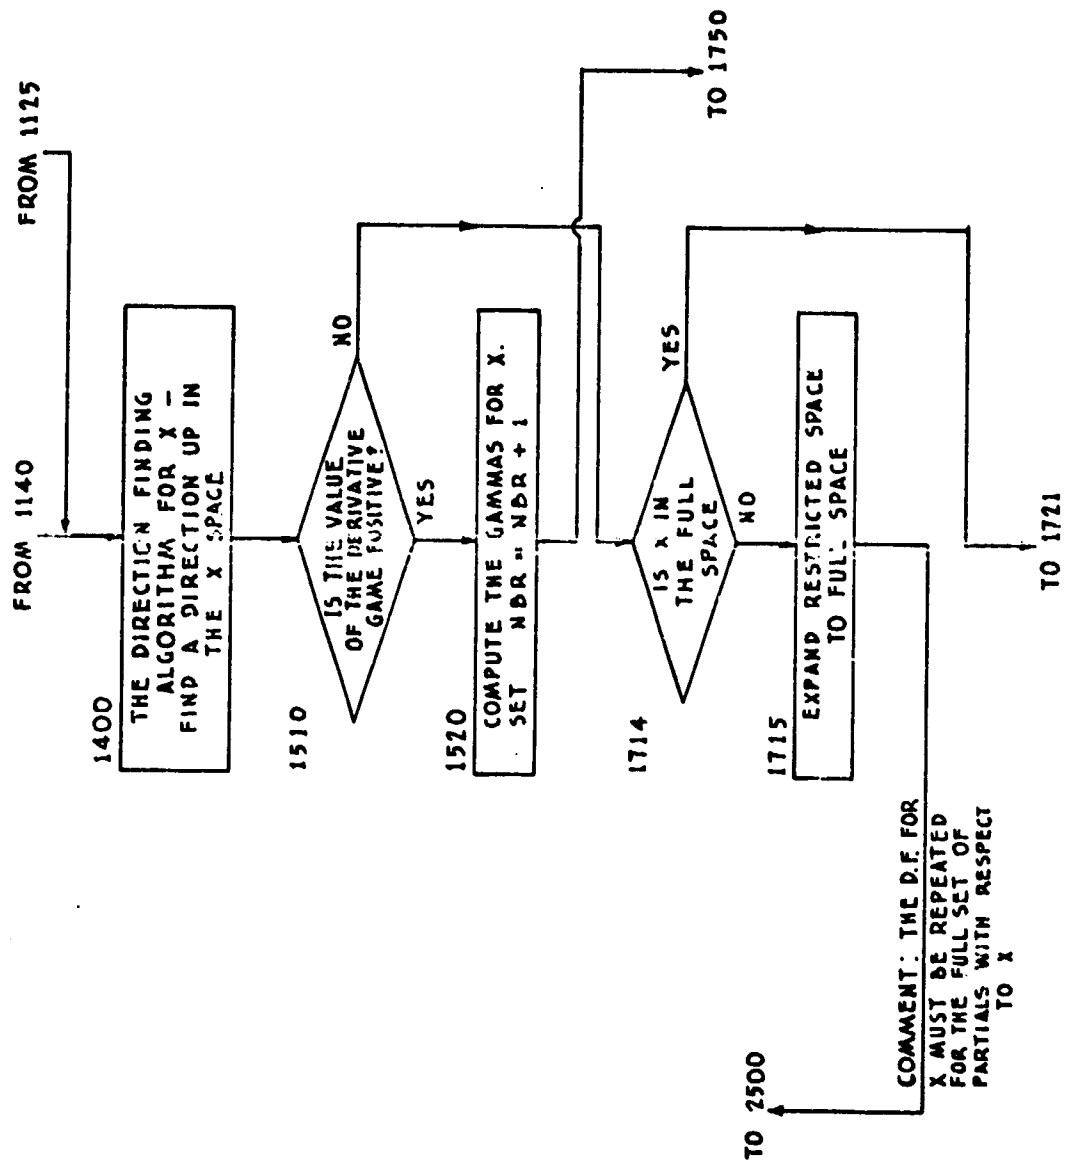 FROM 1140
FROM 1125
1400
THE DIRECTION FINDING
ALGORITHM FOR X –
FIND A DIRECTION UP IN
THE X SPACE
1510
IS THE VALUE
OF THE DERIVATIVE
GAME POSITIVE?
NO
YES
1520
COMPUTE THE GAMMAS FOR X.
SET NBR = NBR + 1
TO 1750
1714
IS X IN
THE FULL
SPACE
YES
NO
1715
EXPAND RESTRICTED SPACE
TO FULL SPACE
COMMENT: THE D.F. FOR
X MUST BE REPEATED
FOR THE FULL SET OF
PARTIALS WITH RESPECT
TO X
TO 2500
TO 1721